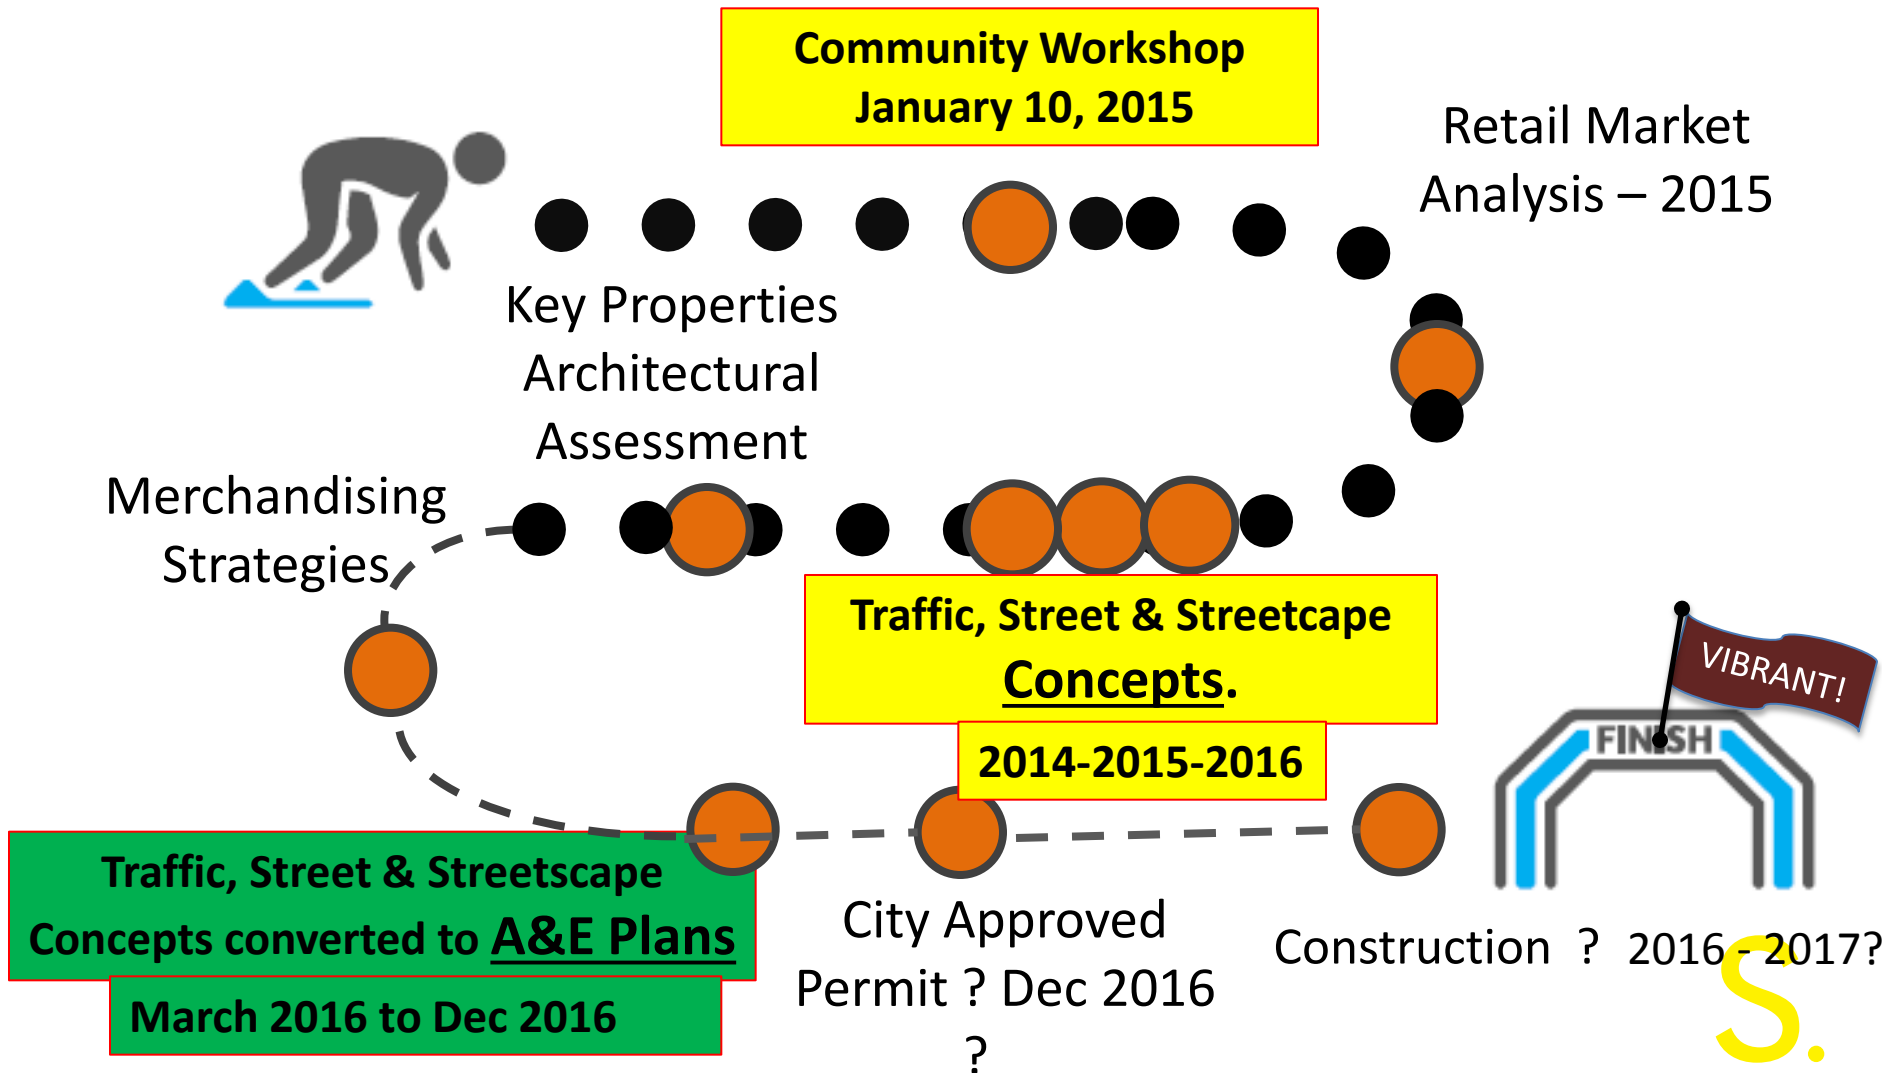 Community Workshop
January 10, 2015
Retail Market
Analysis – 2015
Key Properties
Architectural
Assessment
Merchandising
Strategies
Traffic, Street & Streetcape
Concepts.
2014-2015-2016
VIBRANT!
FINISH
Traffic, Street & Streetscape
Concepts converted to A&E Plans
March 2016 to Dec 2016
City Approved
Permit ? Dec 2016
?
Construction ? 2016 - 2017?
S.